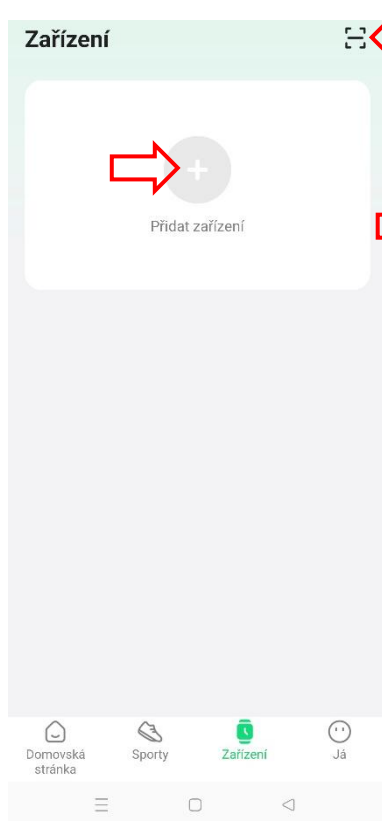 Zařízení
Přidat zařízení
Domovská
stránka
Sporty
Zařízení
Já